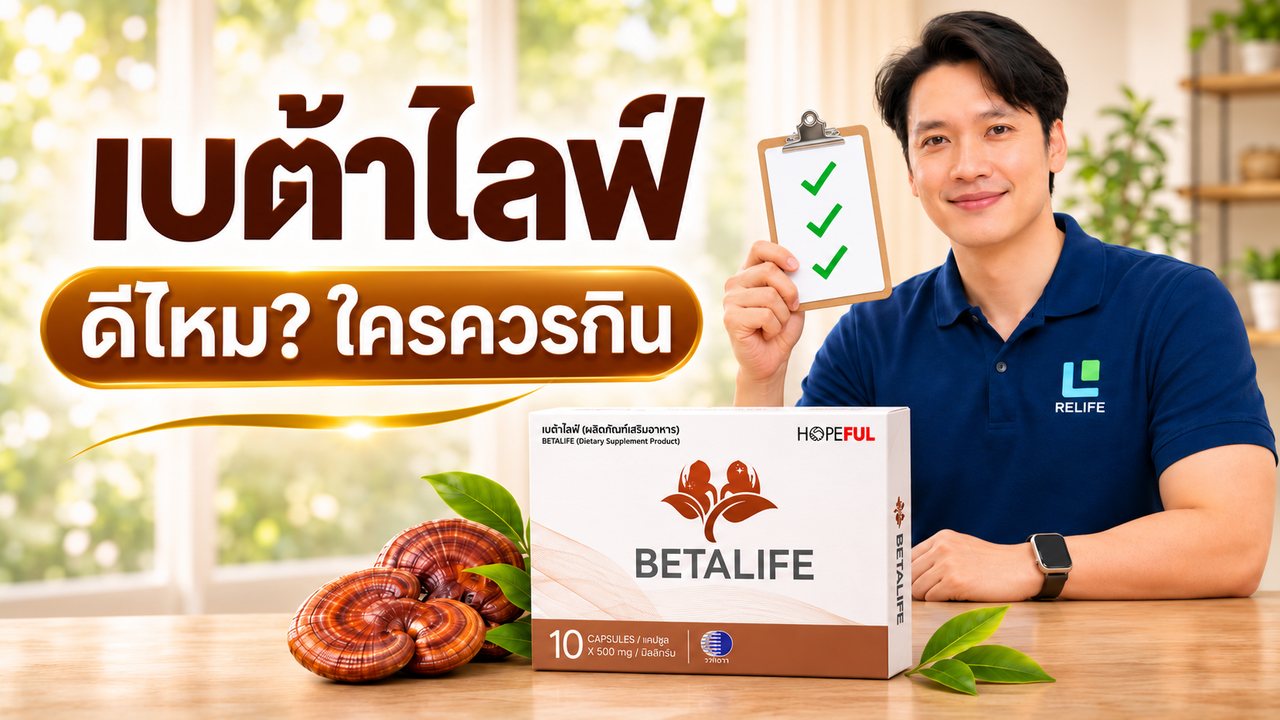 เบต้าไลฟ์
ดีไหม? ใครควรกิน
RELIFE
เบต้าไลฟ์ (ผลิตภัณฑ์เสริมอาหาร)
BETALIFE (Dietary Supplement Product)
HOPEFUL
BETALIFE
10 CAPSULES / แคปซูล
X 500 mg / มิลลิกรัม
BETALIFE